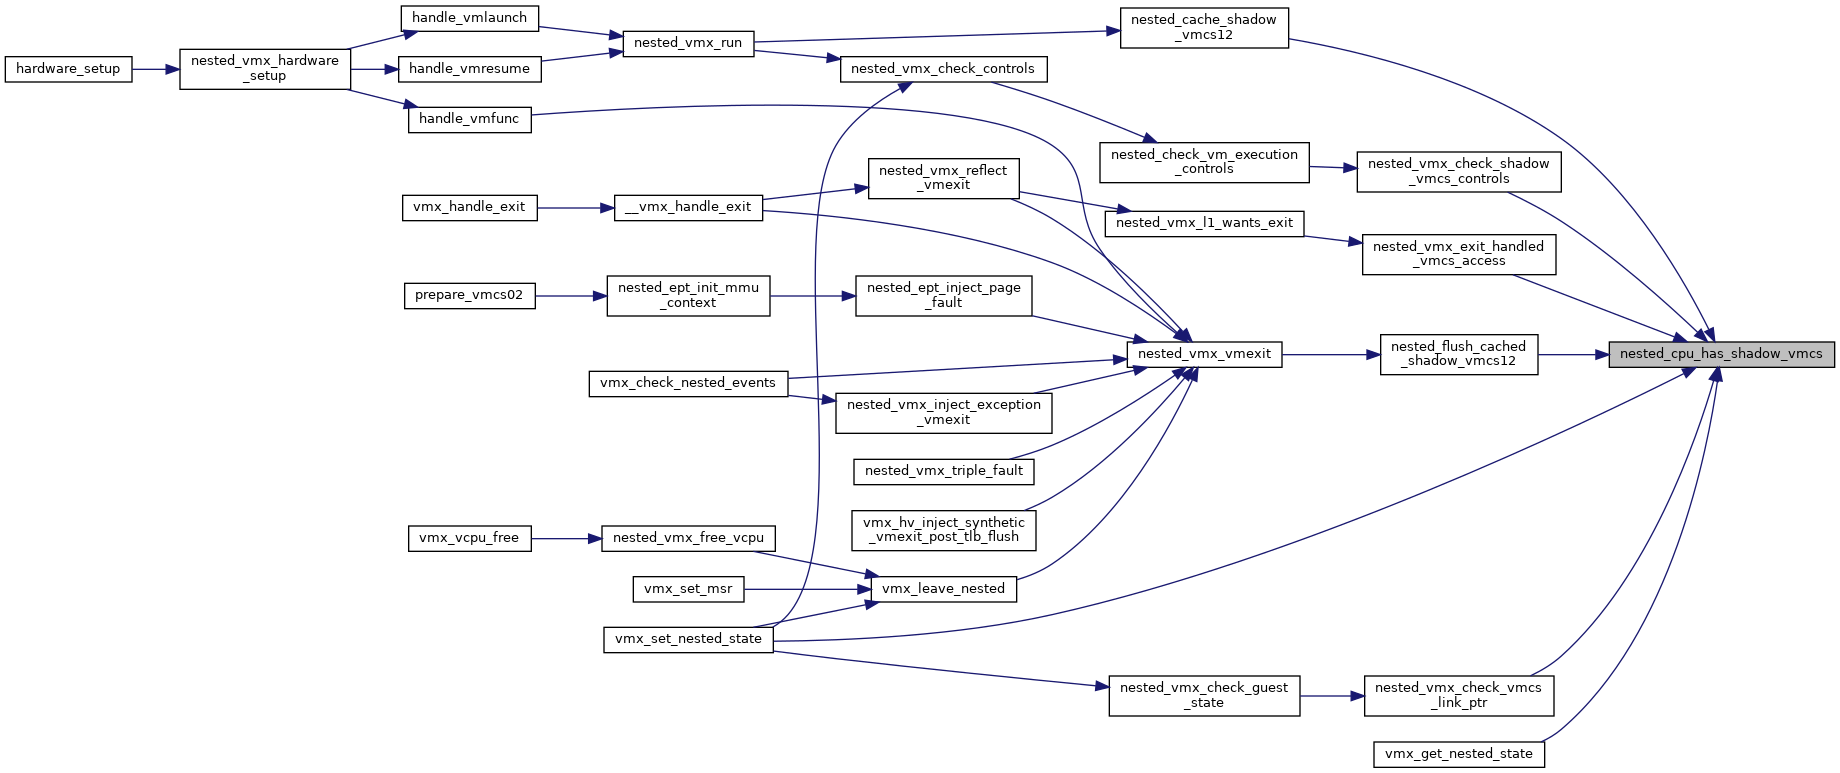 handle_vmlaunch
nested_cache_shadow
_vmcs12
nested_vmx_run
hardware_setup
nested_vmx_hardware
_setup
handle_vmresume
nested_vmx_check_controls
handle_vmfunc
nested_check_vm_execution
_controls
nested_vmx_check_shadow
_vmcs_controls
nested_vmx_reflect
_vmexit
vmx_handle_exit
__vmx_handle_exit
nested_vmx_l1_wants_exit
nested_vmx_exit_handled
_vmcs_access
prepare_vmcs02
nested_ept_init_mmu
_context
nested_ept_inject_page
_fault
nested_vmx_vmexit
nested_flush_cached
_shadow_vmcs12
nested_cpu_has_shadow_vmcs
vmx_check_nested_events
nested_vmx_inject_exception
_vmexit
nested_vmx_triple_fault
vmx_hv_inject_synthetic
_vmexit_post_tlb_flush
vmx_vcpu_free
nested_vmx_free_vcpu
vmx_set_msr
vmx_leave_nested
vmx_set_nested_state
nested_vmx_check_guest
_state
nested_vmx_check_vmcs
_link_ptr
vmx_get_nested_state